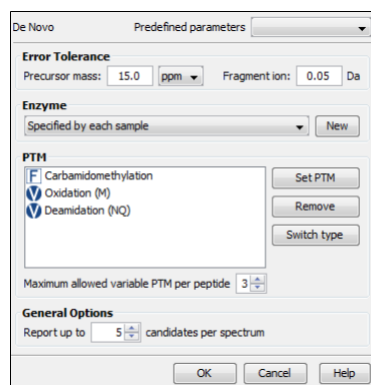 De Novo Predefined parameters
Error Tolerance
Precursor mass: 15.0 ppm Fragment ion: 0.05 Da
Enzyme
Specified by each sample New
PTM
F Carbamidomethylation
V Oxidation (M)
V Deamidation (NQ)
Set PTM
Remove
Switch type
Maximum allowed variable PTM per peptide 3
General Options
Report up to 5 candidates per spectrum
OK Cancel Help